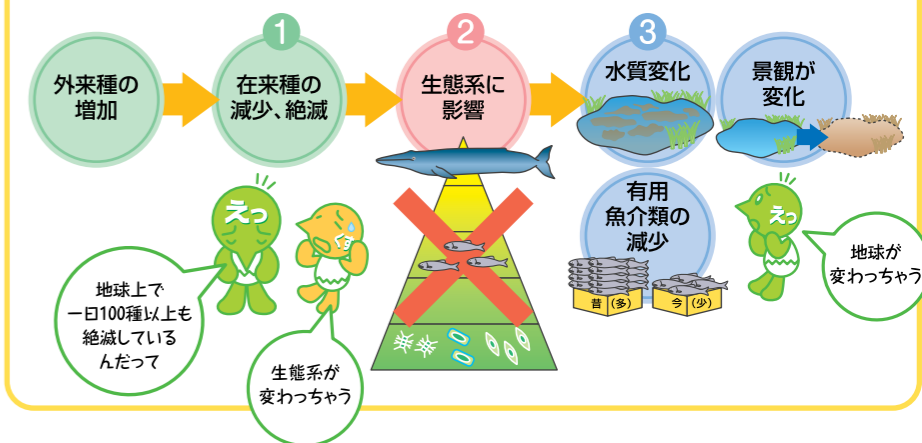 1
2
3
外来種の
増加
在来種の
減少、絶滅
生態系に
影響
水質変化
景観が
変化
有用
魚介類の
減少
昔(多)
今(少)
えっ
くす
えっ
地球上で
一日100種以上も
絶滅している
んだって
生態系が
変わっちゃう
地球が
変わっちゃう